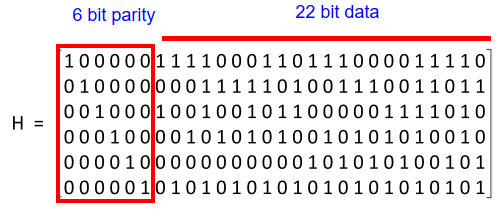 6 bit parity 22 bit data
1 0 0 0 0 0 1 1 1 1 0 0 0 1 1 0 1 1 1 0 0 0 0 1 1 1 1 0
0 1 0 0 0 0 0 0 0 1 1 1 1 1 0 1 0 0 1 1 1 0 0 1 1 0 1 1
0 0 1 0 0 0 1 0 0 1 0 0 1 0 1 1 0 0 0 0 0 1 1 1 1 0 1 0
H = 0 0 0 1 0 0 0 0 1 0 1 0 1 0 1 0 0 1 0 1 0 1 0 1 0 0 1 0
0 0 0 0 1 0 0 0 0 0 0 0 0 0 0 0 1 0 1 0 1 0 1 0 0 1 0 1
0 0 0 0 0 1 0 1 0 1 0 1 0 1 0 1 0 1 0 1 0 1 0 1 0 1 0 1